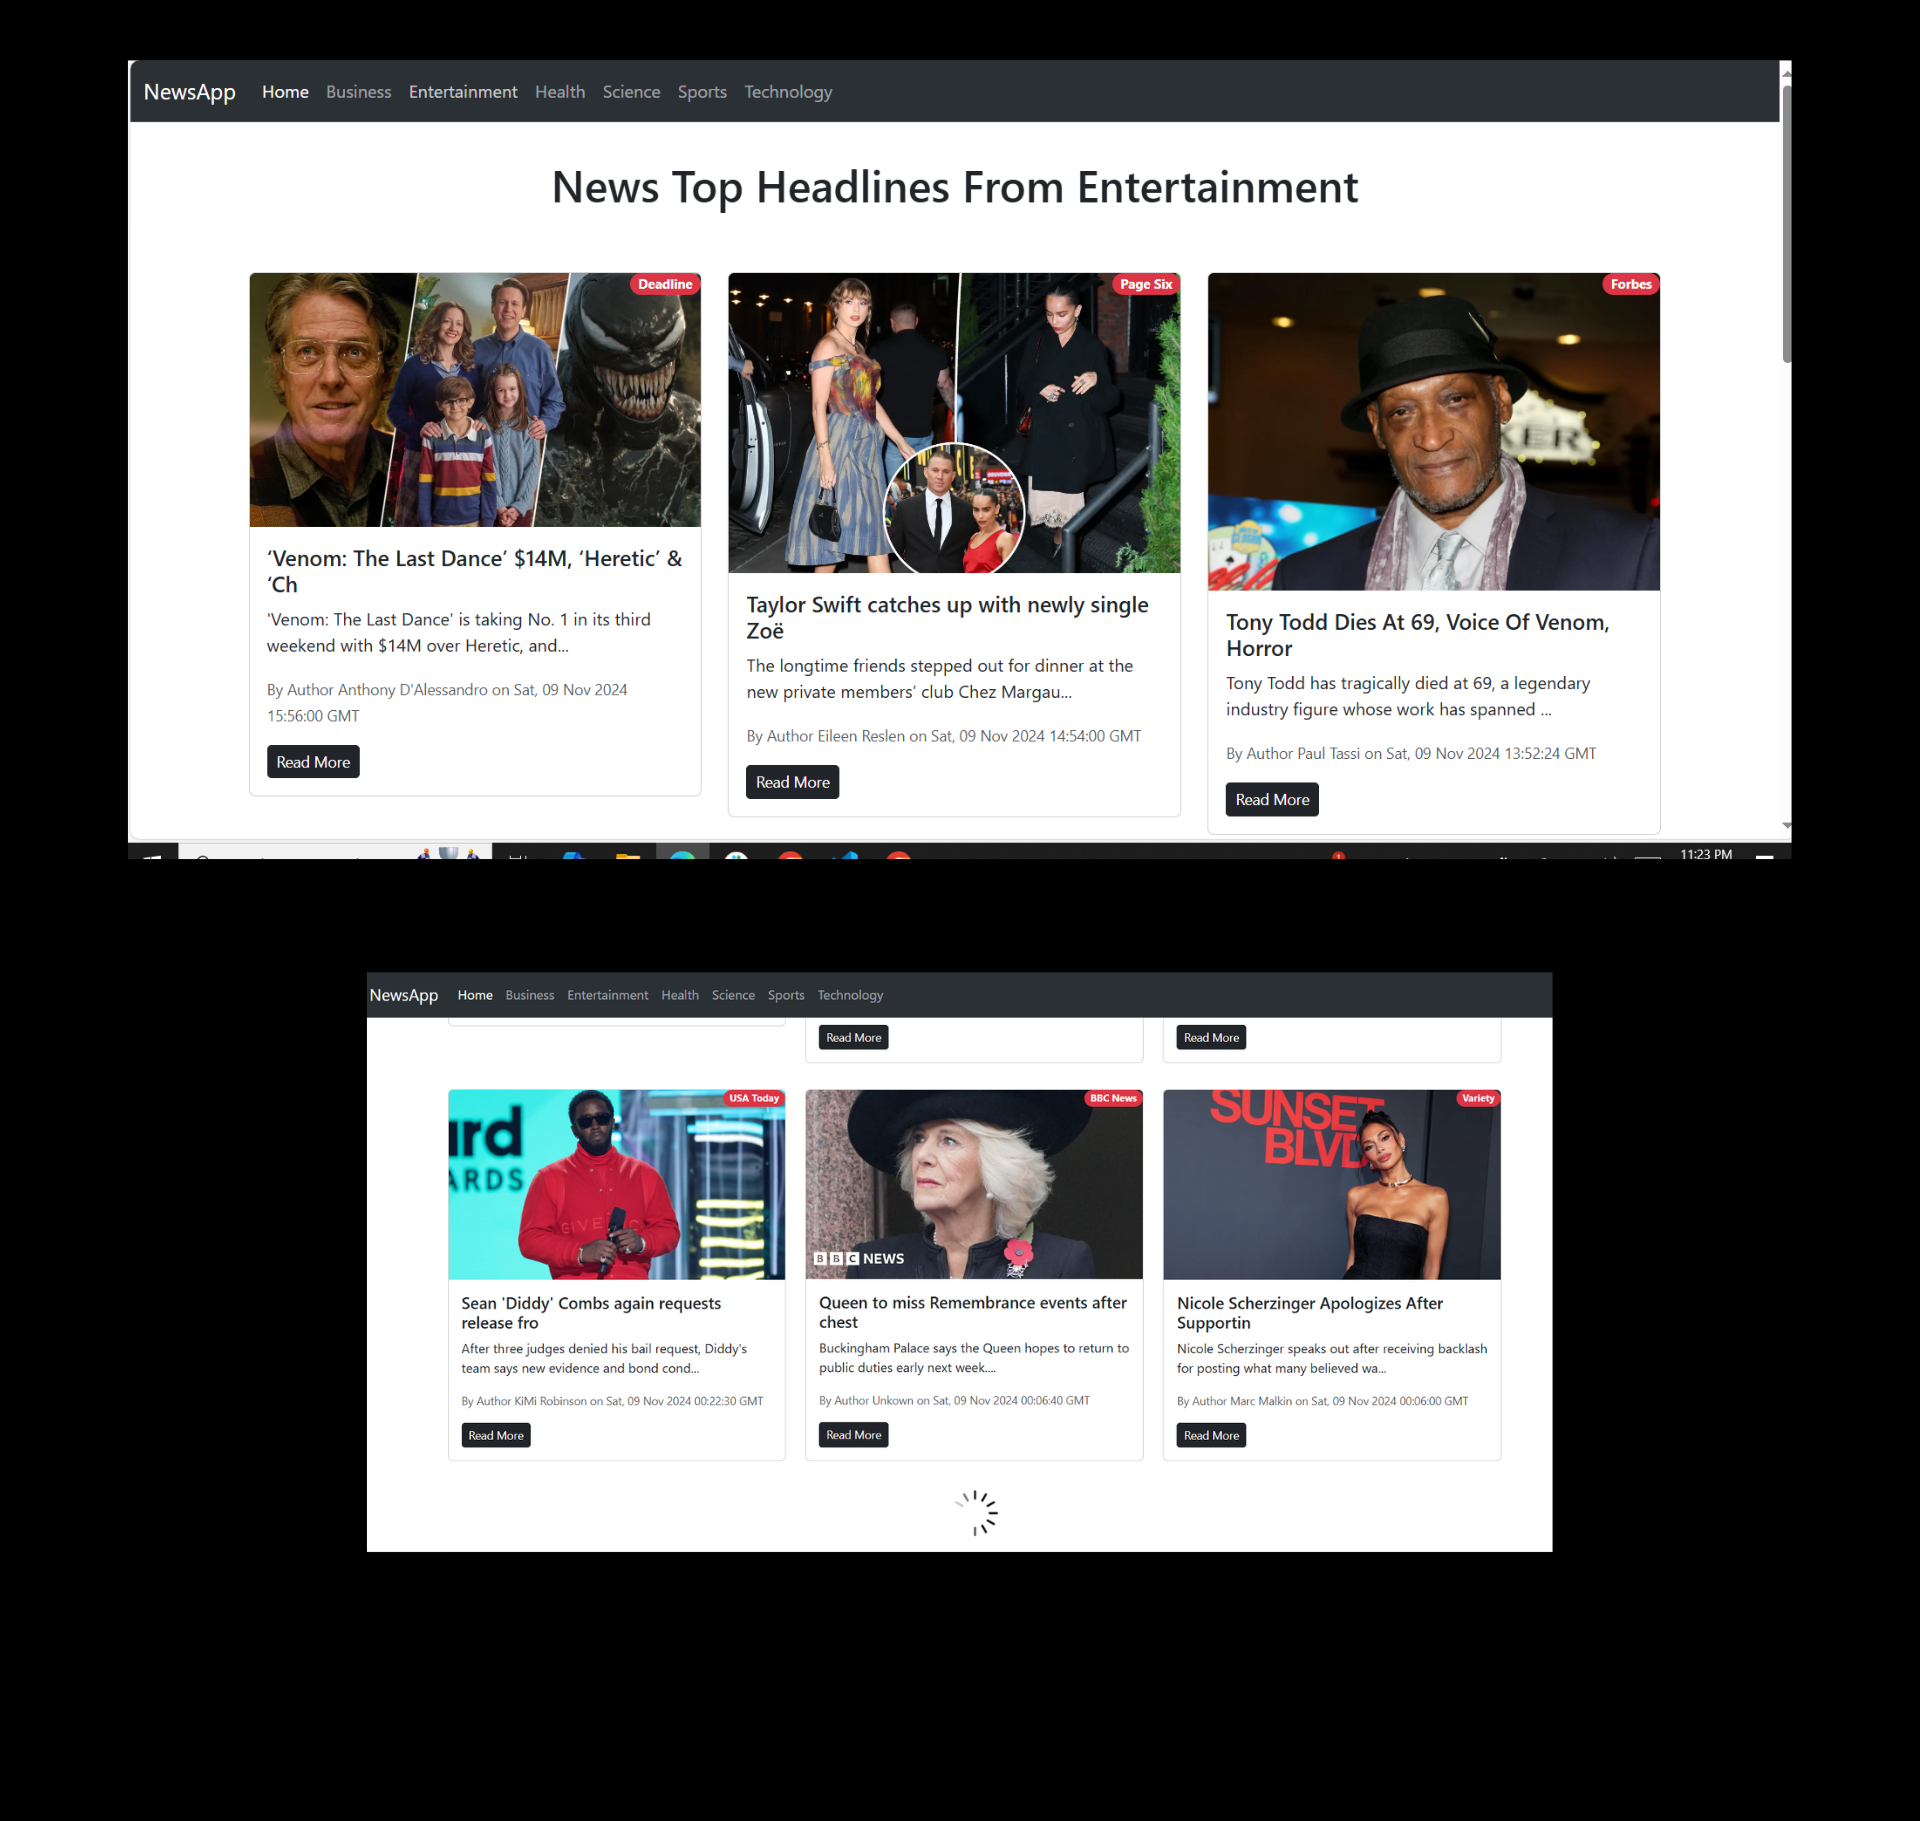 NewsApp Home Business Entertainment Health Science Sports Technology
News Top Headlines From Entertainment
Deadline
‘Venom: The Last Dance’ $14M, ‘Heretic’ &
‘Ch
'Venom: The Last Dance' is taking No. 1 in its third
weekend with $14M over Heretic, and...
By Author Anthony D'Alessandro on Sat, 09 Nov 2024
15:56:00 GMT
Read More
Page Six
Taylor Swift catches up with newly single
Zoë
The longtime friends stepped out for dinner at the
new private members’ club Chez Margau...
By Author Eileen Reslen on Sat, 09 Nov 2024 14:54:00 GMT
Read More
Forbes
KER
Tony Todd Dies At 69, Voice Of Venom,
Horror
Tony Todd has tragically died at 69, a legendary
industry figure whose work has spanned ...
By Author Paul Tassi on Sat, 09 Nov 2024 13:52:24 GMT
Read More
1
11:23 PM
NewsApp Home Business Entertainment Health Science Sports Technology
Read More
Read More
USA Today
ard
ARDS
GIVE
Sean 'Diddy' Combs again requests
release fro
After three judges denied his bail request, Diddy's
team says new evidence and bond cond...
By Author KiMi Robinson on Sat, 09 Nov 2024 00:22:30 GMT
Read More
BBC News
BBC NEWS
Queen to miss Remembrance events after
chest
Buckingham Palace says the Queen hopes to return to
public duties early next week....
By Author Unkown on Sat, 09 Nov 2024 00:06:40 GMT
Read More
Variety
SUNSET
BLVD
Nicole Scherzinger Apologizes After
Supportin
Nicole Scherzinger speaks out after receiving backlash
for posting what many believed wa...
By Author Marc Malkin on Sat, 09 Nov 2024 00:06:00 GMT
Read More